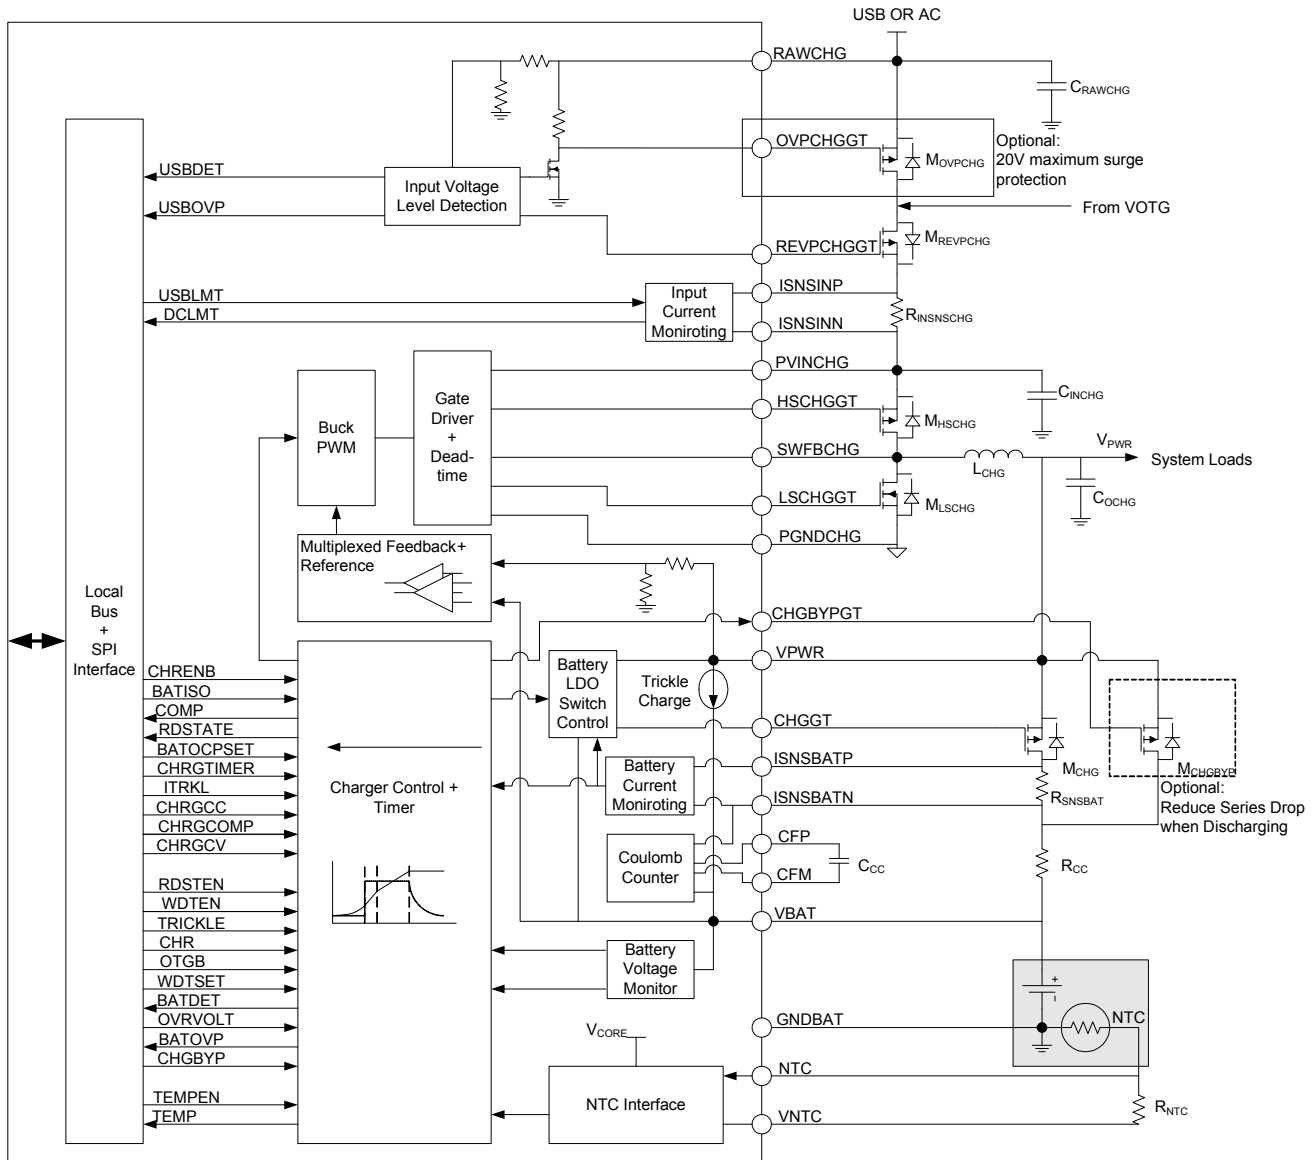 USB OR AC
RAWCHG
CRAWCHG
OVPCHGGT
MOVPCHG
Optional:
20V maximum surge
protection
USBDET
Input Voltage
Level Detection
USBOVP
From VOTG
REVPCHGGT
MREVPCHG
USBLMT
DCLMT
Input
Current
Moniroting
ISNSINP
RINSNSCHG
ISNSINN
PVINCHG
CINCHG
Buck
PWM
Gate
Driver
+
Dead-
time
HSCHGGT
MHSCHG
SWFBCHG
LCHG
VPWR
System Loads
COCHG
LSCHGGT
MLSCHG
PGNDCHG
Multiplexed Feedback+
Reference
Local
Bus
+
SPI
Interface
CHGBYPGT
VPWR
Battery
LDO
Switch
Control
Trickle
Charge
CHGGT
MCHG
MCHGBYP
Optional:
Reduce Series Drop
when Discharging
CHRENB
BATISO
COMP
RDSTATE
BATOCPSET
CHRGTIMER
ITRKL
CHRGCC
CHRGCOMP
CHRGCV
RDSTEN
WDTEN
TRICKLE
CHR
OTGB
WDTSET
BATDET
OVRVOLT
BATOVP
CHGBYP
TEMPEN
TEMP
Charger Control +
Timer
Battery
Current
Moniroting
ISNSBATP
RSNSBAT
ISNSBATN
Coulomb
Counter
CFP
CCC
CFM
RCC
VBAT
Battery
Voltage
Monitor
+
-
NTC
GNDBAT
VCORE
NTC Interface
NTC
RNTC
VNTC